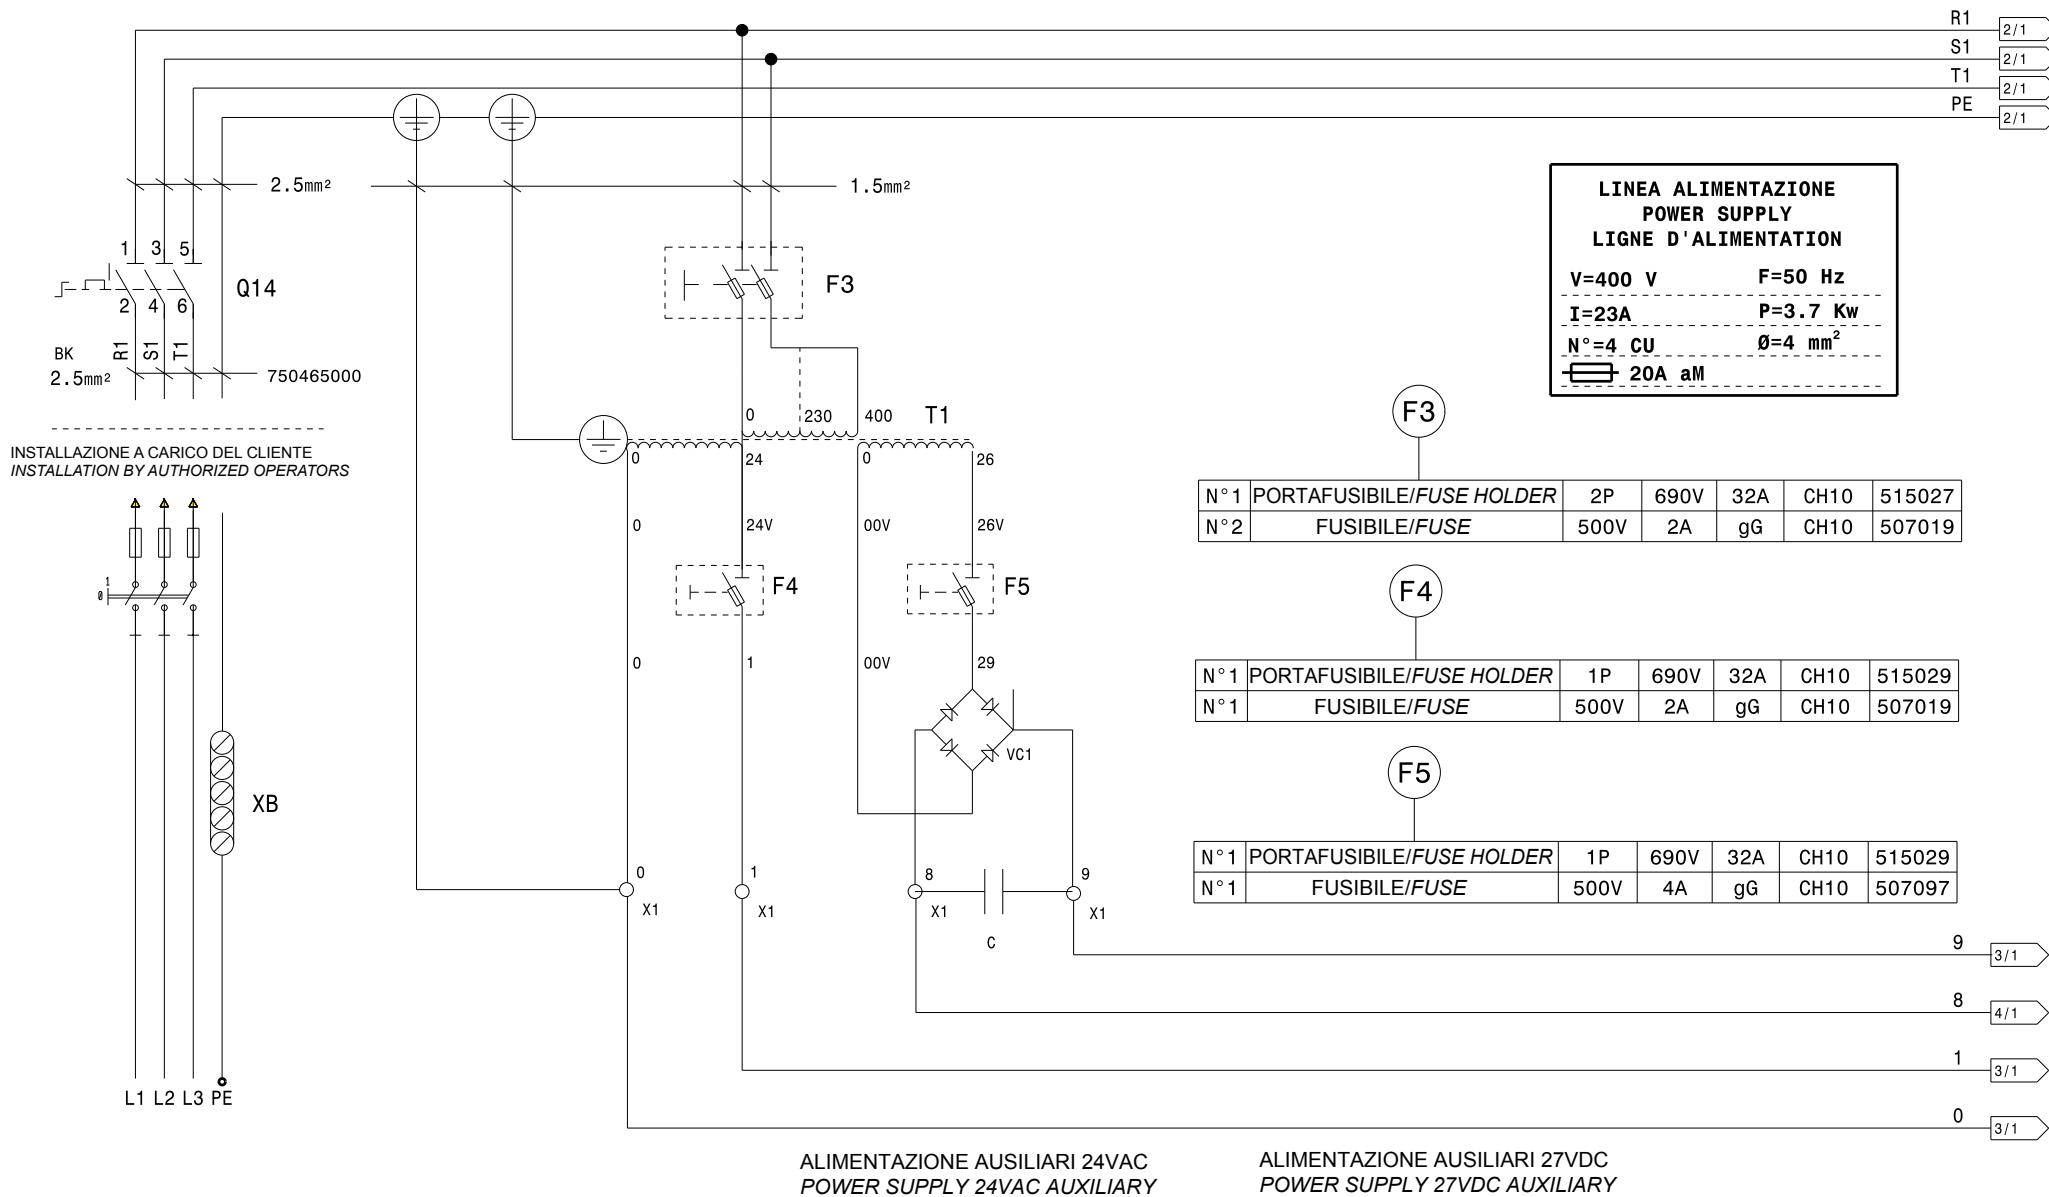 R1 2/1
S1 2/1
T1 2/1
PE 2/1
2.5mm² 1.5mm²
LINEA ALIMENTAZIONE
POWER SUPPLY
LIGNE D'ALIMENTATION
V=400 V F=50 Hz
I=23A P=3.7 Kw
N°=4 CU Ø=4 mm²
20A aM
1 3 5
2 4 6
Q14
F3
BK
2.5mm²
R1 S1 T1
750465000
INSTALLAZIONE A CARICO DEL CLIENTE
INSTALLATION BY AUTHORIZED OPERATORS
0 230 400 T1
0 24 0 26
0 24V 00V 26V
F4 F5
0 1 00V 29
VC1
1
0
XB
L1 L2 L3 PE
0 1 8 9
X1 X1 X1 X1
C
F3
N°1 PORTAFUSIBILE/FUSE HOLDER 2P 690V 32A CH10 515027
N°2 FUSIBILE/FUSE 500V 2A gG CH10 507019
F4
N°1 PORTAFUSIBILE/FUSE HOLDER 1P 690V 32A CH10 515029
N°1 FUSIBILE/FUSE 500V 2A gG CH10 507019
F5
N°1 PORTAFUSIBILE/FUSE HOLDER 1P 690V 32A CH10 515029
N°1 FUSIBILE/FUSE 500V 4A gG CH10 507097
9 3/1
8 4/1
1 3/1
0 3/1
ALIMENTAZIONE AUSILIARI 24VAC
POWER SUPPLY 24VAC AUXILIARY
ALIMENTAZIONE AUSILIARI 27VDC
POWER SUPPLY 27VDC AUXILIARY